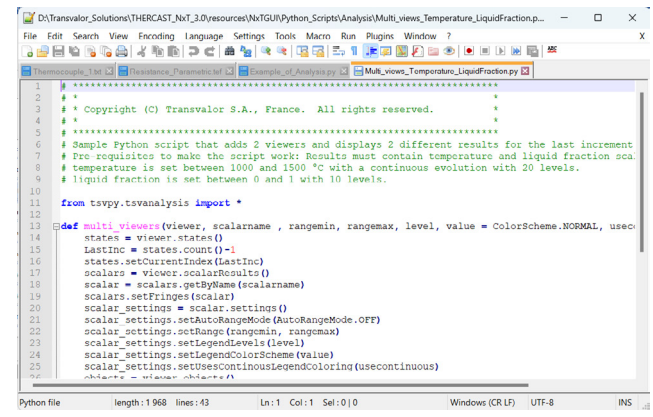 D:\Transvalor_Solutions\THERCAST_NxT_3.0\resources\NxTGUI\Python_Scripts\Analysis\Multi_views_Temperature_LiquidFraction.p...
File Edit Search View Encoding Language Settings Tools Macro Run Plugins Window ? X
Thermocouple_1.txt Resistance_Parametric.tef Example_of_Analysis.py Multi_views_Temperature_LiquidFraction.py
1 # **************************************************************************
2 # * *
3 # * Copyright (C) Transvalor S.A., France. All rights reserved. *
4 # * *
5 # **************************************************************************
6 # Sample Python script that adds 2 viewers and displays 2 different results for the last increment
7 # Pre-requisites to make the script work: Results must contain temperature and liquid fraction sca
8 # temperature is set between 1000 and 1500 °C with a continuous evolution with 20 levels.
9 # liquid fraction is set between 0 and 1 with 10 levels.
10
11 from tsvpy.tsvanalysis import *
12
13 def multi_viewers(viewer, scalarname , rangemin, rangemax, level, value = ColorScheme.NORMAL, useco
14 states = viewer.states()
15 LastInc = states.count()-1
16 states.setCurrentIndex(LastInc)
17 scalars = viewer.scalarResults()
18 scalar = scalars.getByName(scalarname)
19 scalars.setFringes(scalar)
20 scalar_settings = scalar.settings()
21 scalar_settings.setAutoRangeMode(AutoRangeMode.OFF)
22 scalar_settings.setRange(rangemin, rangemax)
23 scalar_settings.setLegendLevels(level)
24 scalar_settings.setLegendColorScheme(value)
25 scalar_settings.setUsesContinousLegendColoring(usecontinuous)
26 objects = viewer.objects()
Python file length : 1 968 lines : 43 Ln : 1 Col : 1 Sel : 0 | 0 Windows (CR LF) UTF-8 INS